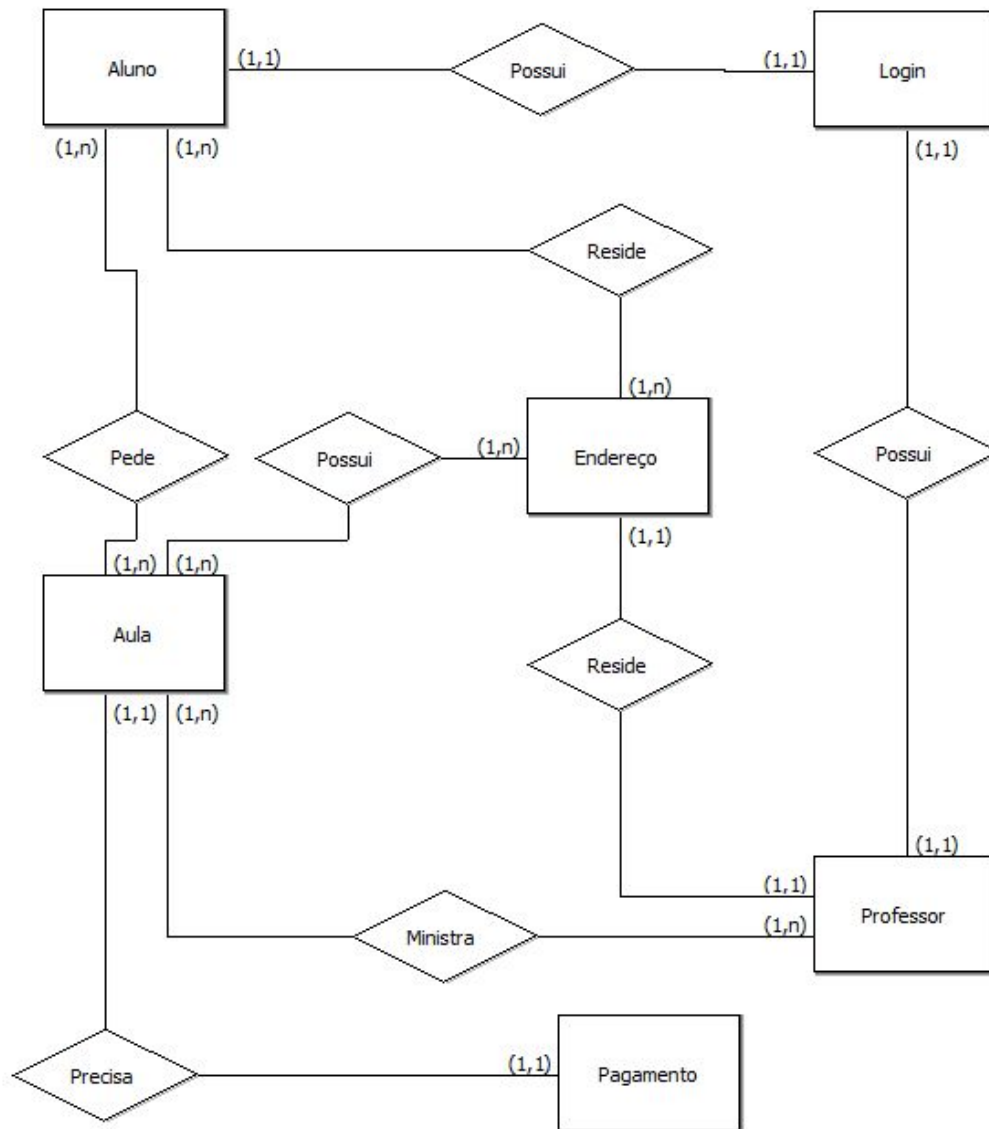 Aluno
(1,1)
Possui
(1,1)
Login
(1,n)
(1,n)
(1,1)
Reside
(1,n)
Pede
Possui
(1,n)
Endereço
Possui
(1,1)
(1,n)
(1,n)
Aula
Reside
(1,1)
(1,n)
(1,1)
(1,1)
Professor
Ministra
(1,n)
Precisa
(1,1)
Pagamento